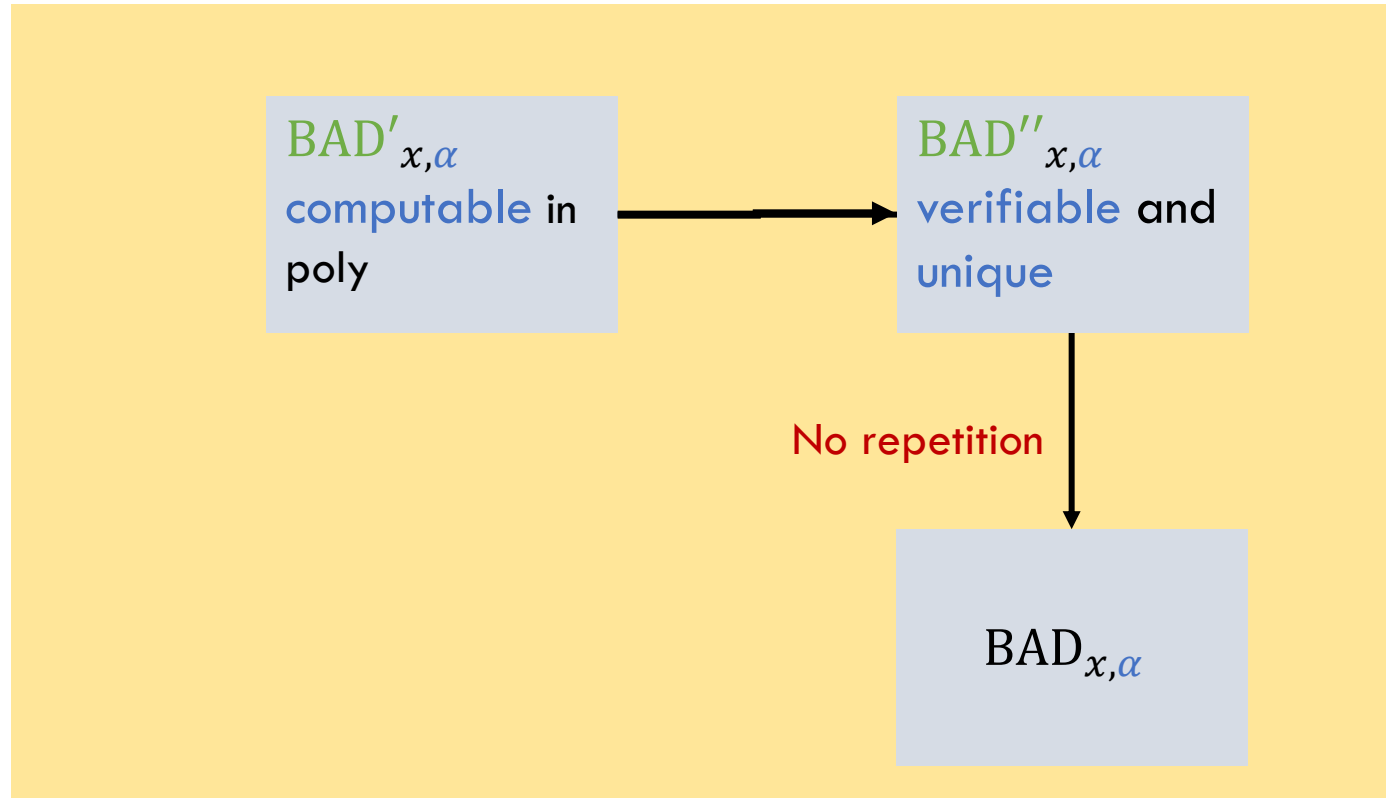 BAD′x,α
computable in
poly
BAD′′x,α
verifiable and
unique
No repetition
BADx,α